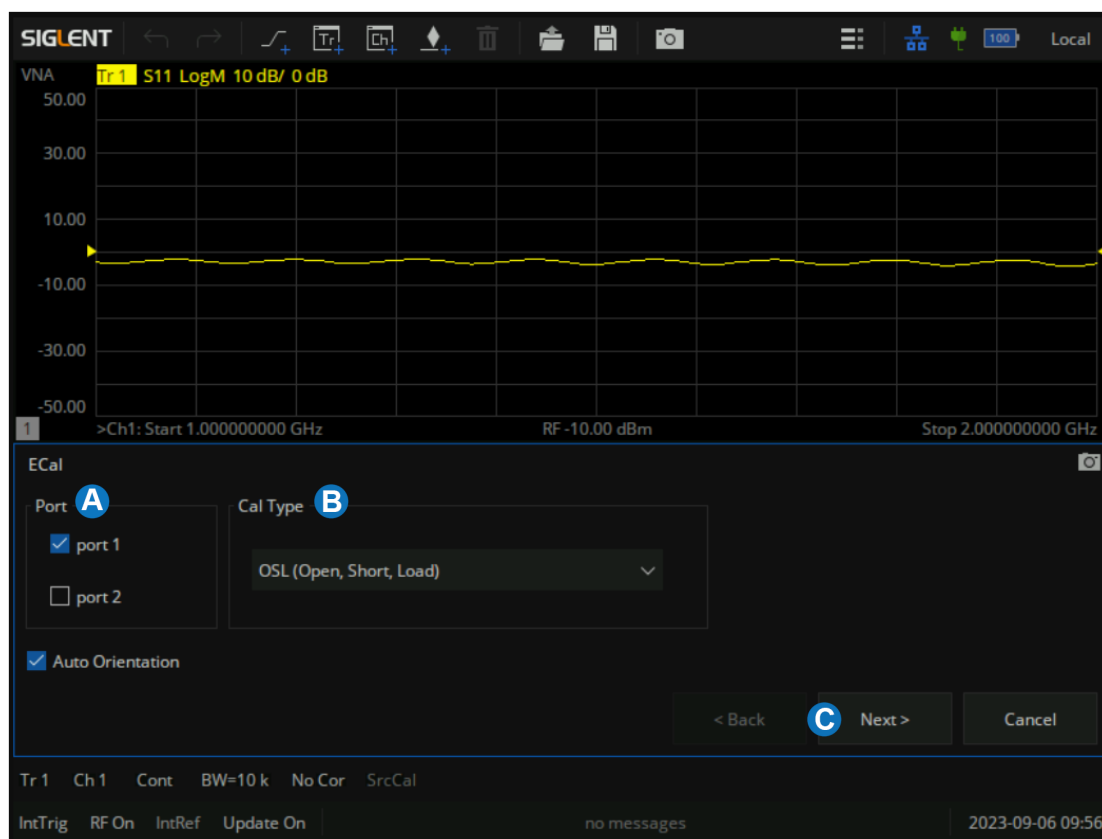 SIGLENT Tr Ch 100 Local
VNA Tr 1 S11 LogM 10 dB/ 0 dB
50.00
30.00
10.00
-10.00
-30.00
-50.00
1 >Ch1: Start 1.000000000 GHz RF -10.00 dBm Stop 2.000000000 GHz
ECal
Port A Cal Type B
port 1
OSL (Open, Short, Load)
port 2
Auto Orientation
< Back C Next > Cancel
Tr 1 Ch 1 Cont BW=10 k No Cor SrcCal
IntTrig RF On IntRef Update On no messages 2023-09-06 09:56